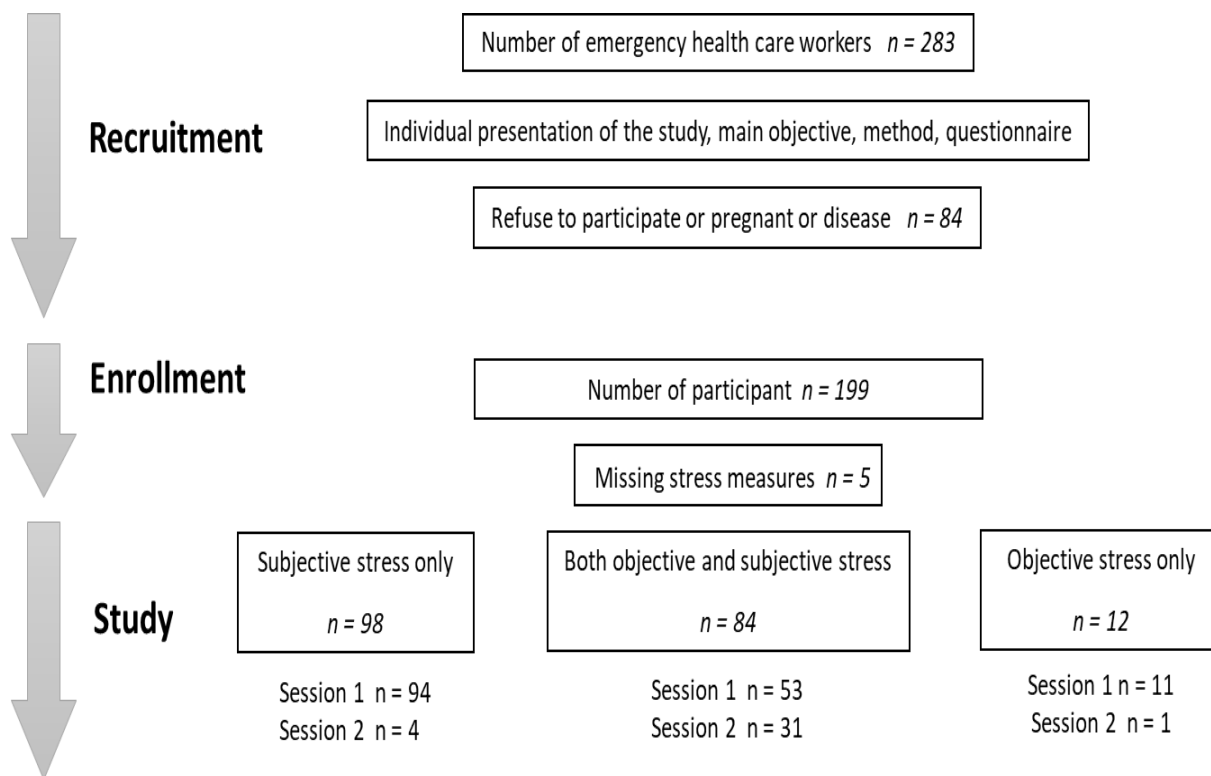 Number of emergency health care workers n = 283
Recruitment
Individual presentation of the study, main objective, method, questionnaire
Refuse to participate or pregnant or disease n = 84
Enrollment
Number of participant n = 199
Missing stress measures n = 5
Study
Subjective stress only
n = 98
Session 1 n = 94
Session 2 n = 4
Both objective and subjective stress
n = 84
Session 1 n = 53
Session 2 n = 31
Objective stress only
n = 12
Session 1 n = 11
Session 2 n = 1